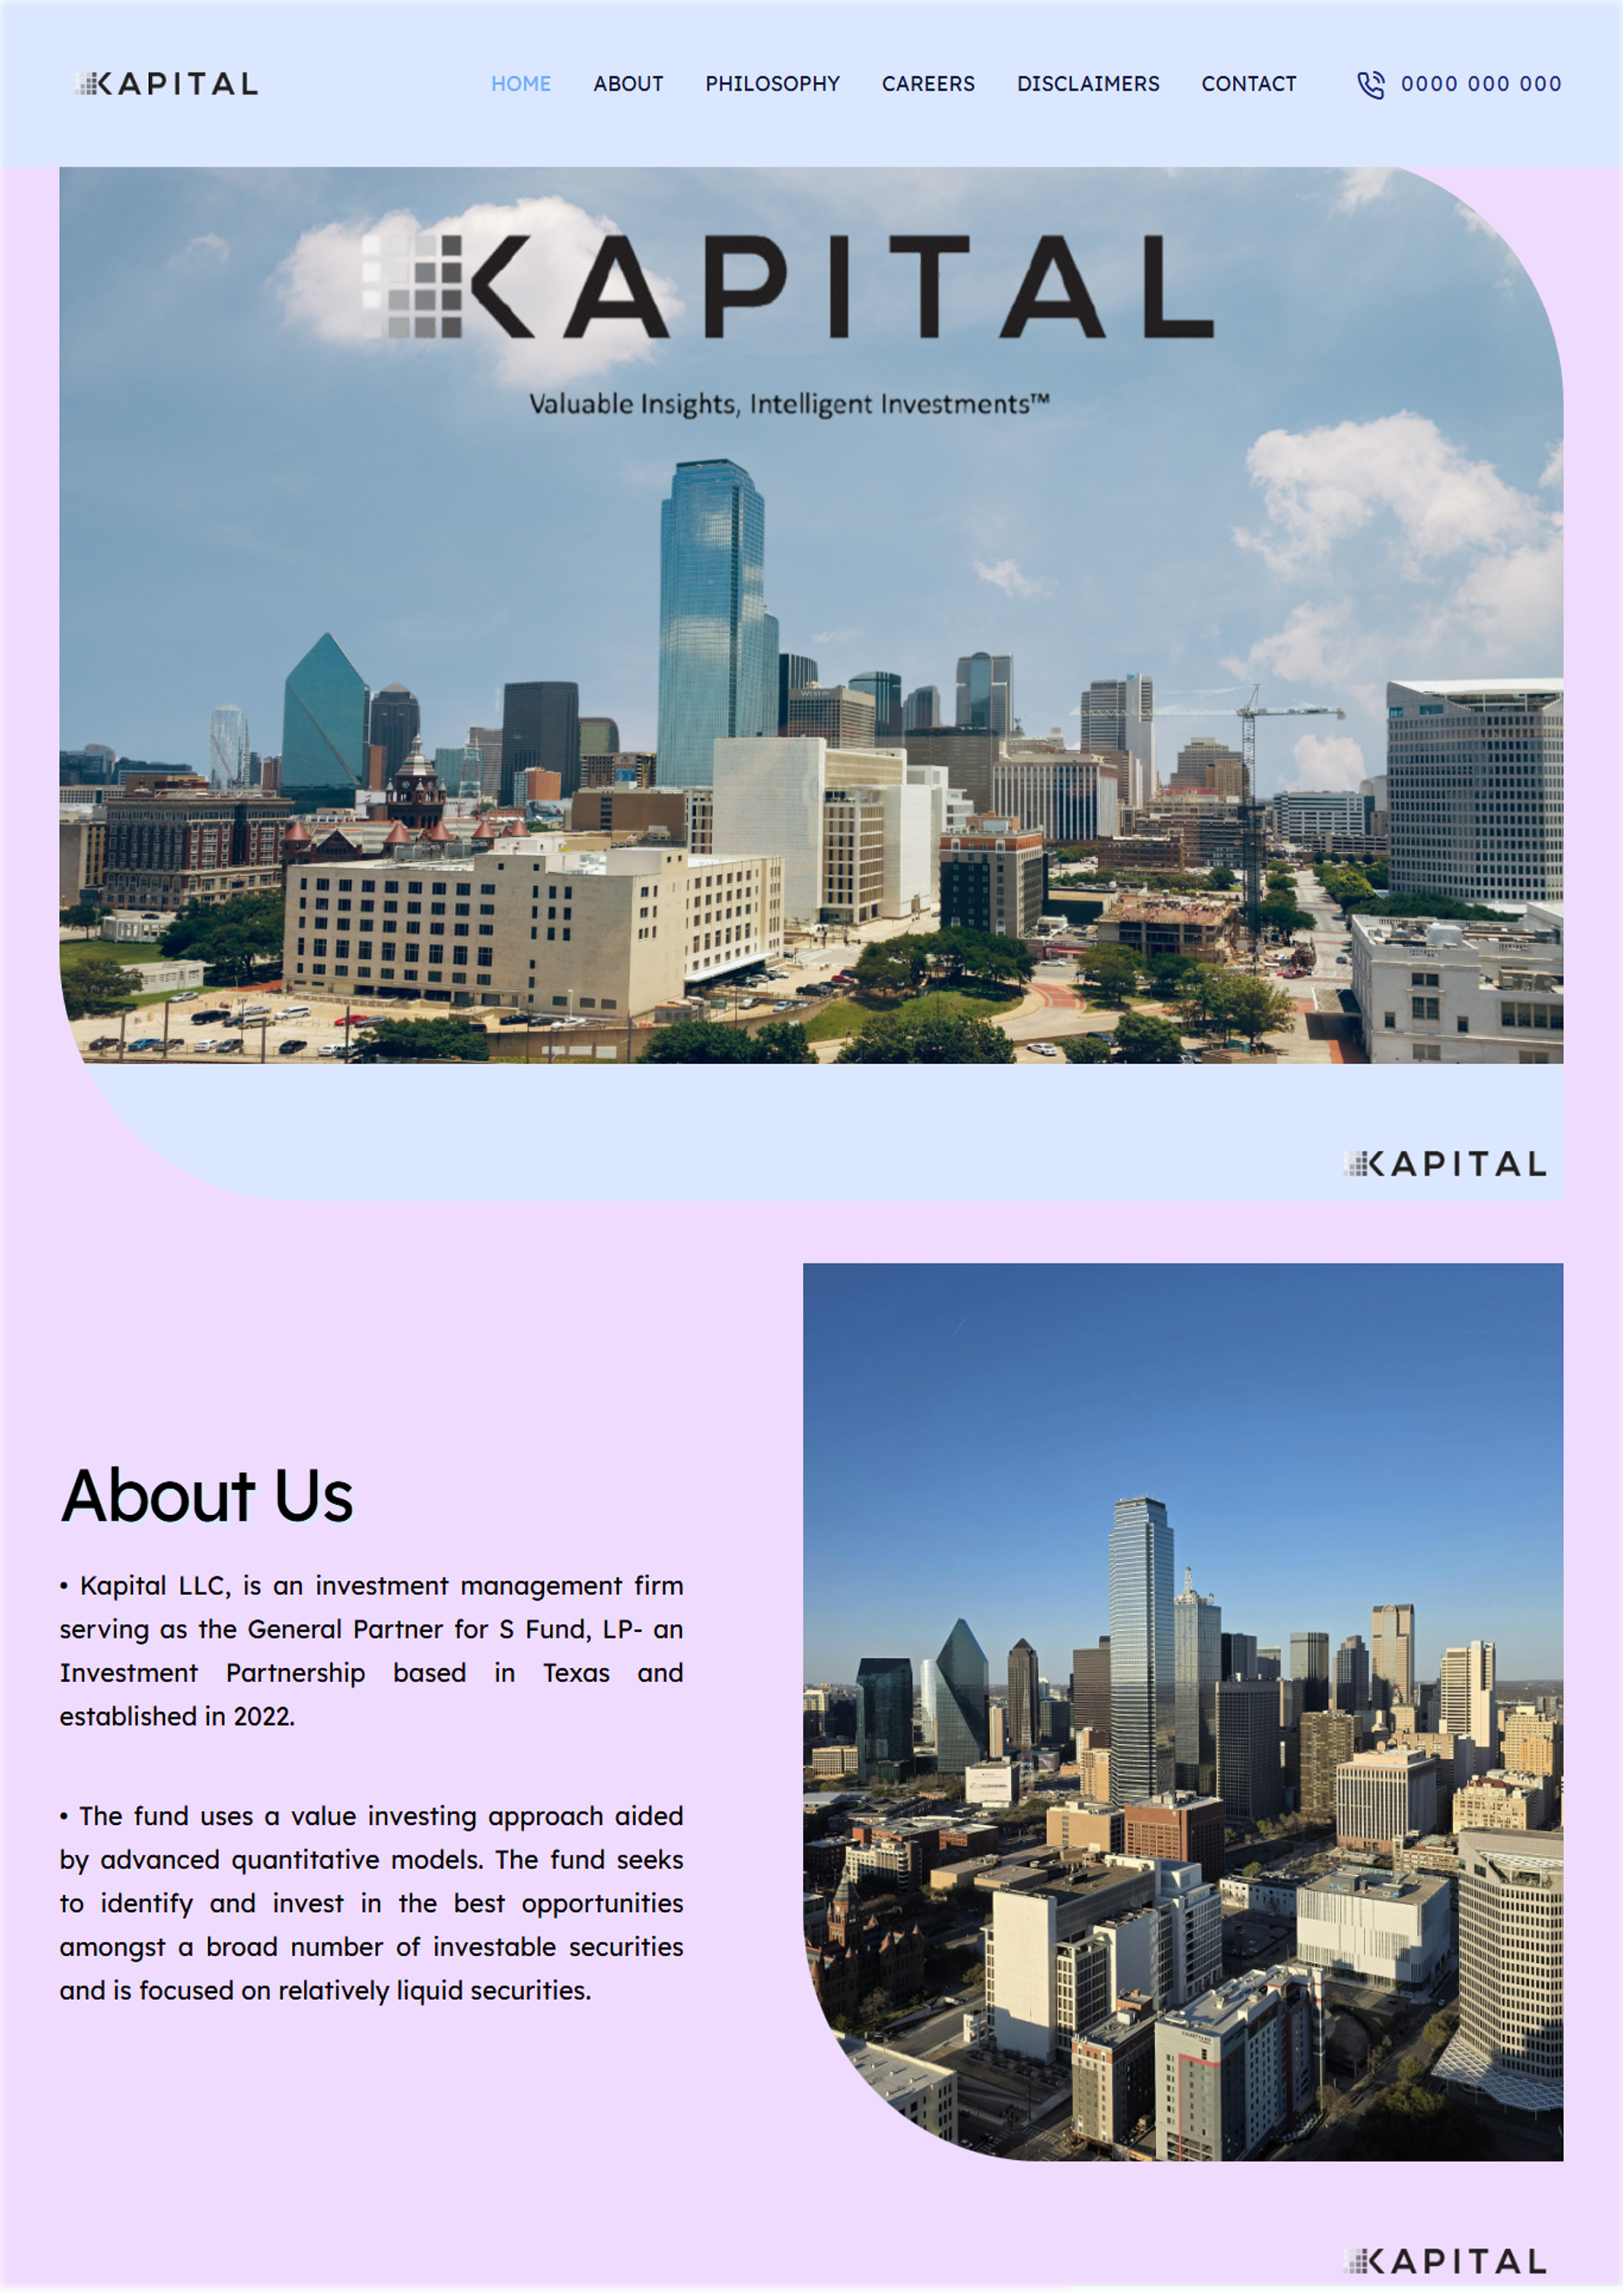 KAPITAL
HOME ABOUT PHILOSOPHY CAREERS DISCLAIMERS CONTACT 0000 000 000
KAPITAL
Valuable Insights, Intelligent Investments™
WESTIN
KAPITAL
About Us
• Kapital LLC, is an investment management firm
serving as the General Partner for S Fund, LP- an
Investment Partnership based in Texas and
established in 2022.
• The fund uses a value investing approach aided
by advanced quantitative models. The fund seeks
to identify and invest in the best opportunities
amongst a broad number of investable securities
and is focused on relatively liquid securities.
COURTYARD
KAPITAL